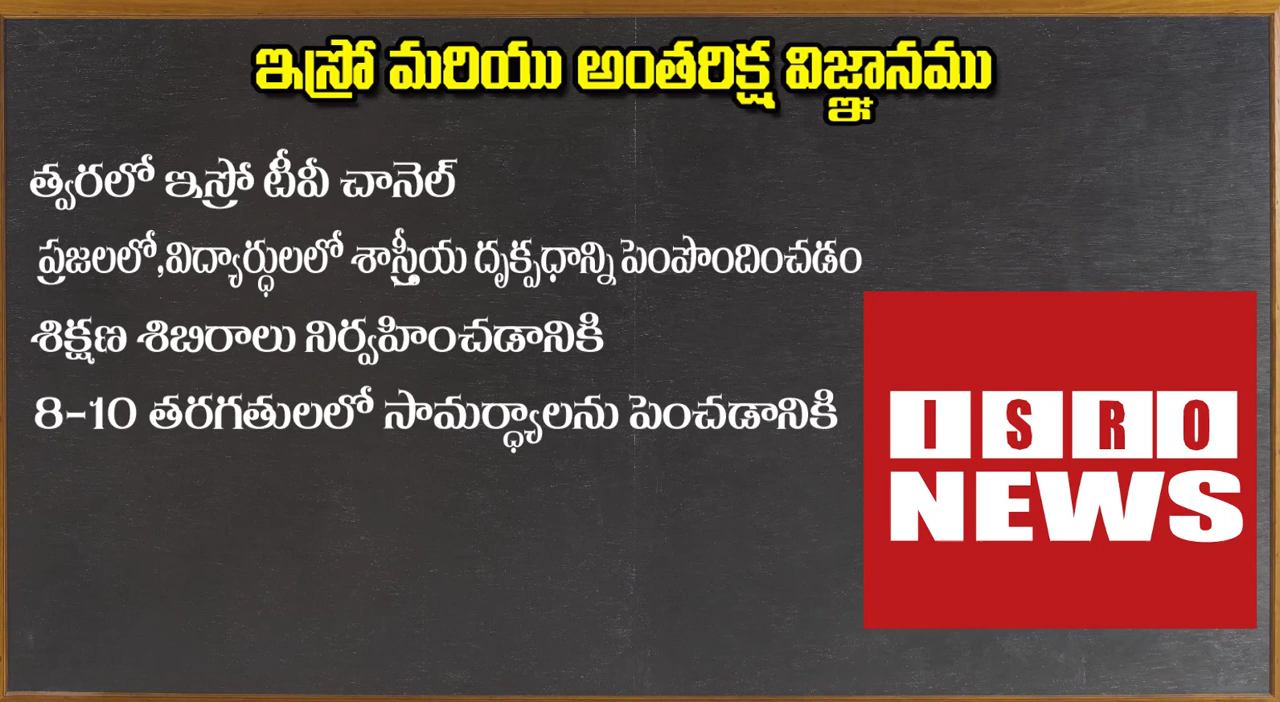 ఇస్రో మరియు అంతరిక్ష విజ్ఞానము
త్వరలో ఇస్రో టీవీ చానెల్
ప్రజలలో,విద్యార్ధులలో శాస్త్రీయ దృక్పధాన్ని పెంపొందించడం
శిక్షణ శిబిరాలు నిర్వహించడానికి
8-10 తరగతులలో సామర్ధ్యాలను పెంచడానికి
ISRO
NEWS